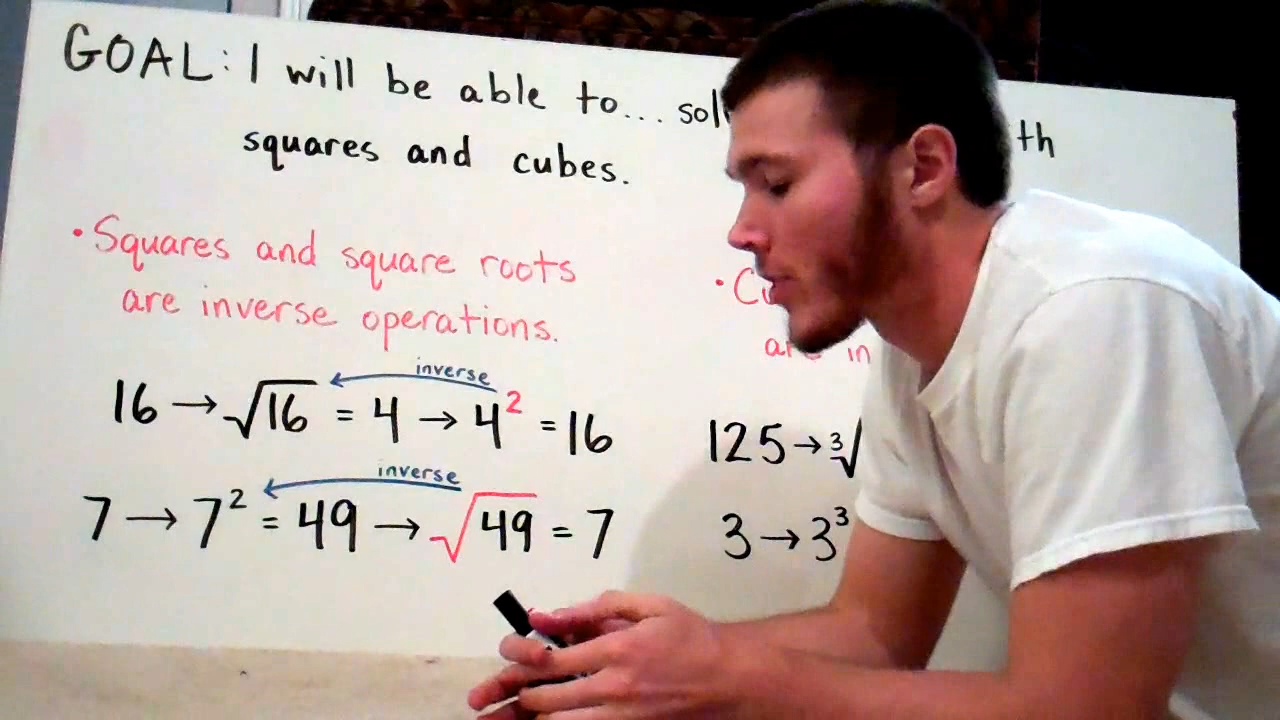 GOAL: I will be able to... sol th
squares and cubes.
• Squares and square roots
are inverse operations.
inverse
16 → √16 = 4 → 4² = 16
inverse
7 → 7² = 49 → √49 = 7
• C
are in
125 → ³√
3 → 3³